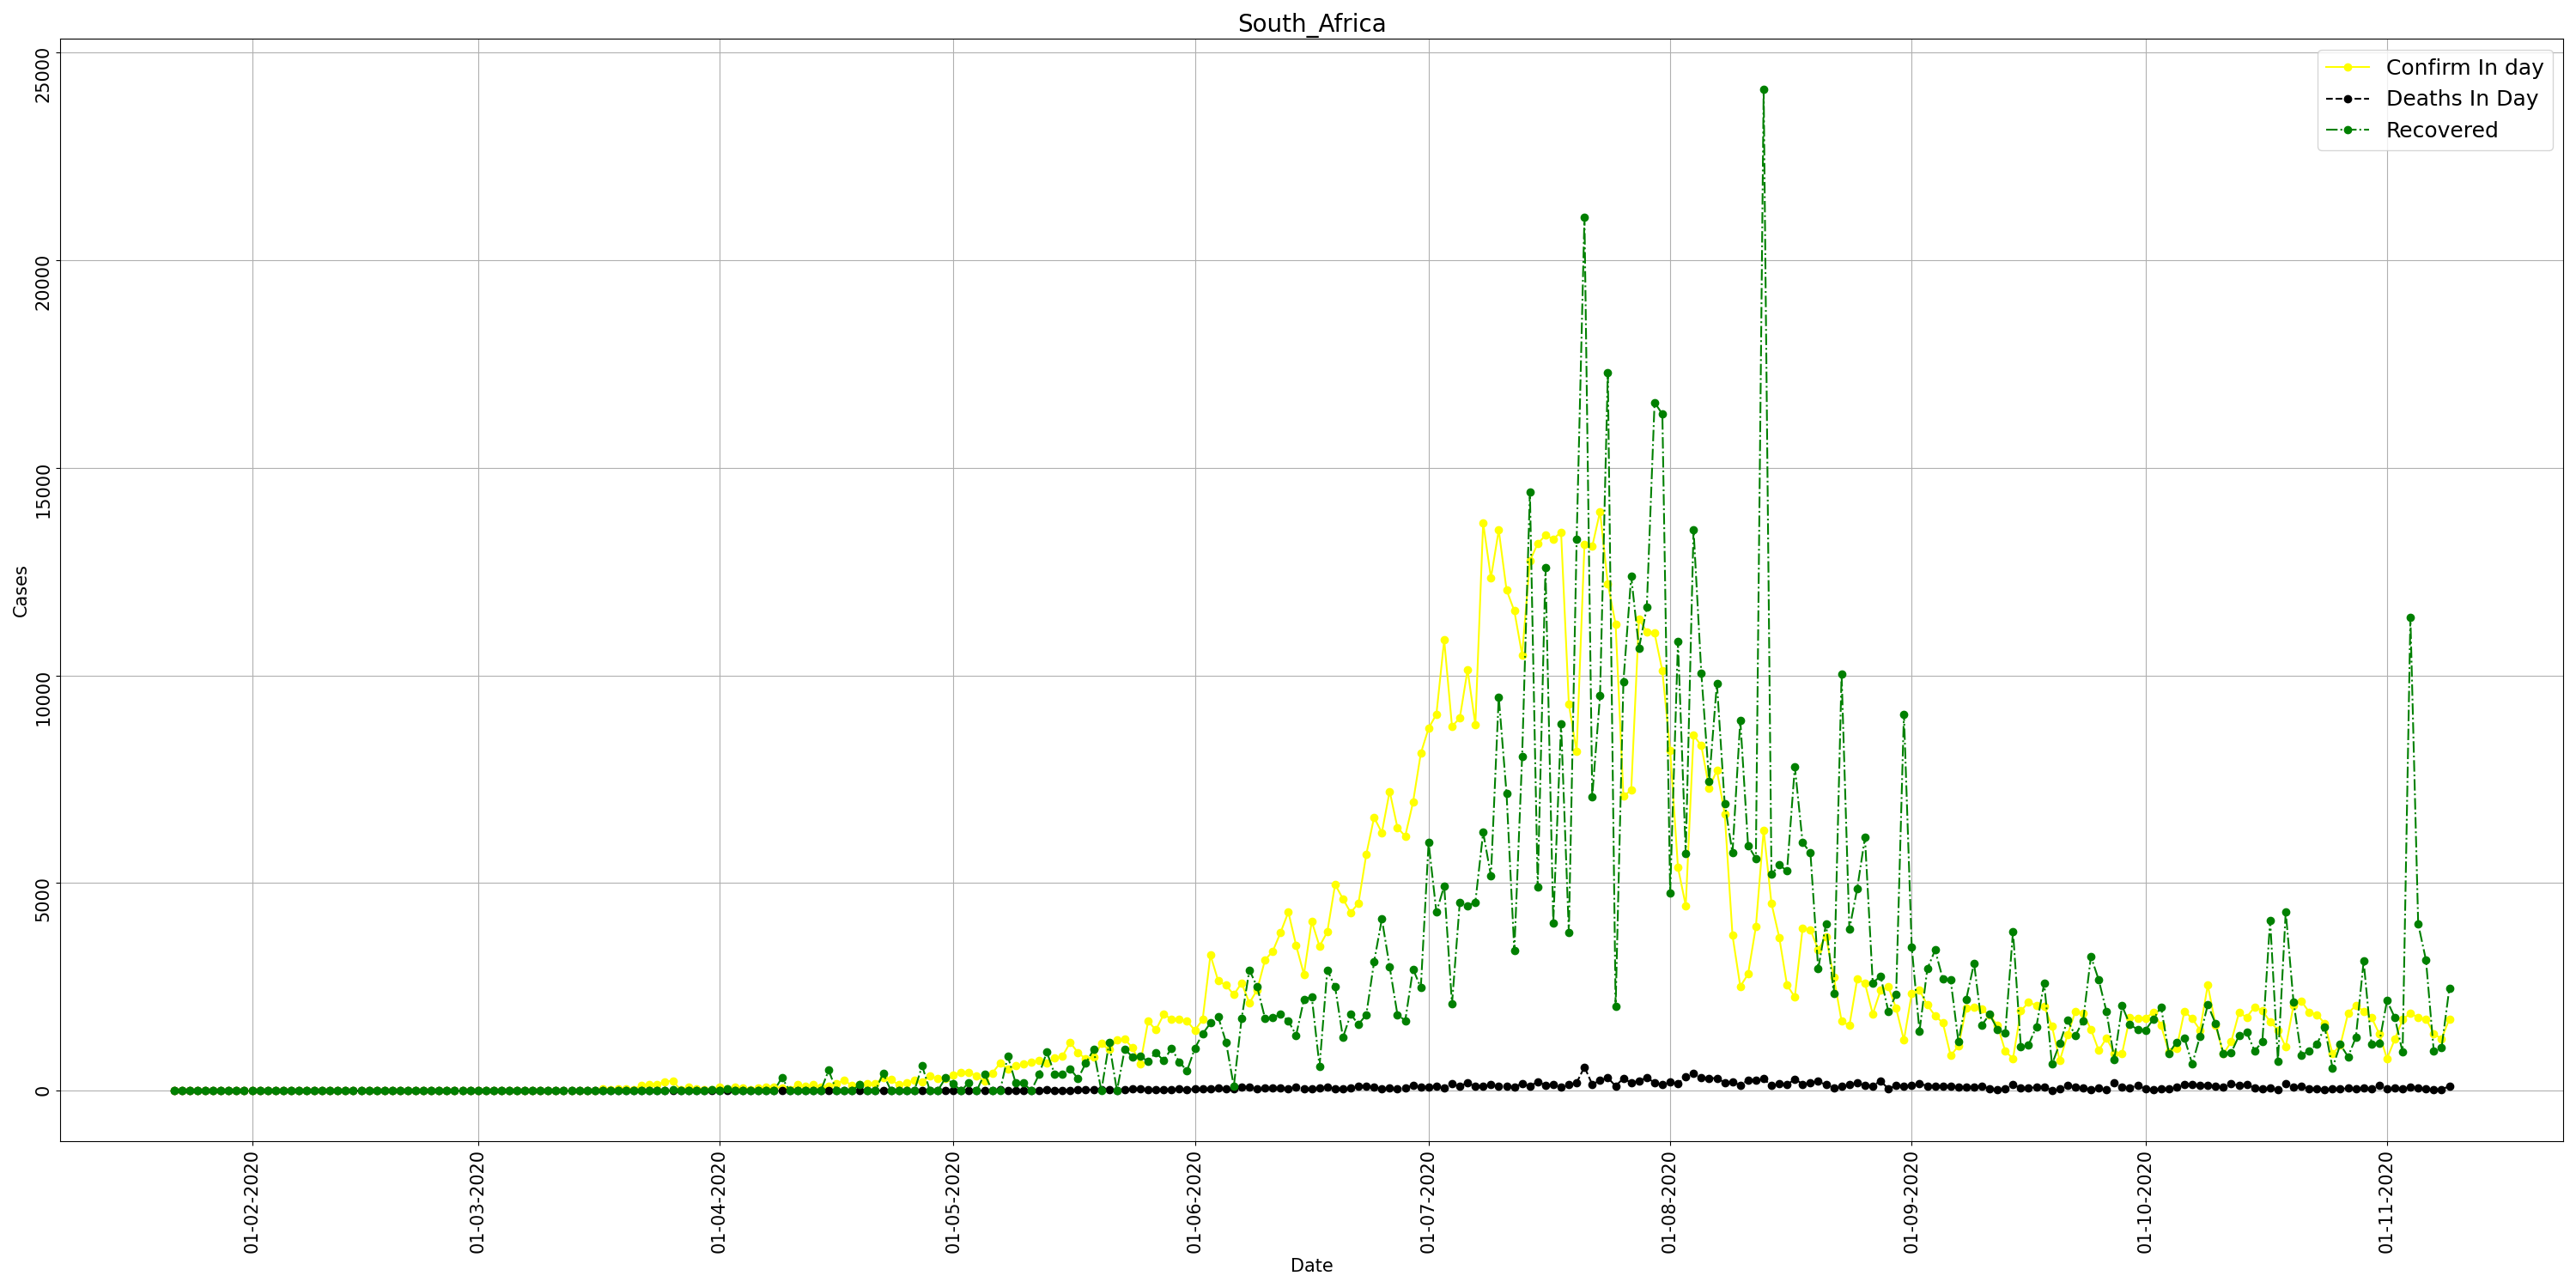 South_Africa
Confirm In day
Deaths In Day
Recovered
25000
20000
15000
10000
5000
0
Cases
01-02-2020
01-03-2020
01-04-2020
01-05-2020
01-06-2020
01-07-2020
01-08-2020
01-09-2020
01-10-2020
01-11-2020
Date